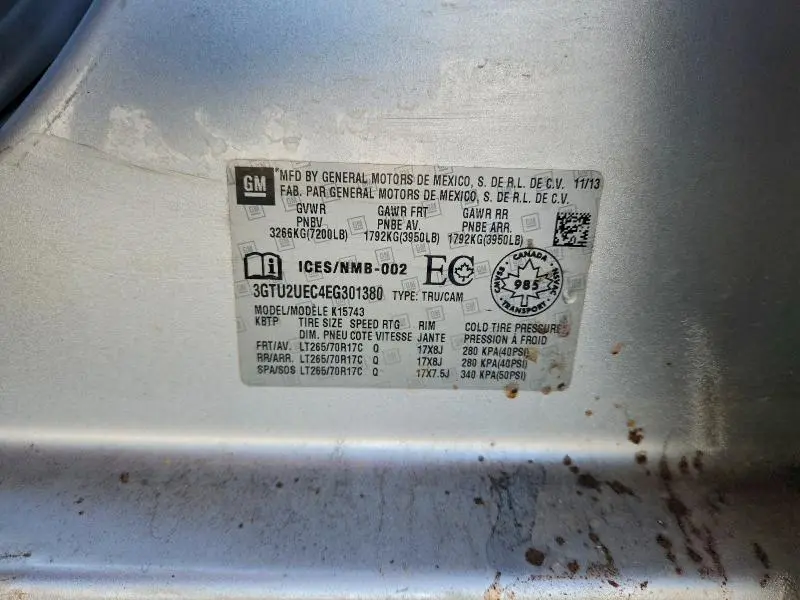 GM
*MFD BY GENERAL MOTORS DE MEXICO, S. DE R.L. DE C.V. 11/13
FAB. PAR GENERAL MOTORS DE MEXICO, S. DE R.L. DE C.V.
GVWR GAWR FRT GAWR RR
PNBV PNBE AV. PNBE ARR.
3266KG(7200LB) 1792KG(3950LB) 1792KG(3950LB)
ICES/NMB-002 EC
CANADA
CMVSS 985 NSVAC
TRANSPORT
3GTU2UEC4EG301380 TYPE: TRU/CAM
MODEL/MODÈLE K15743
KBTP TIRE SIZE SPEED RTG RIM COLD TIRE PRESSURE
DIM. PNEU COTE VITESSE JANTE PRESSION À FROID
FRT/AV. LT265/70R17C Q 17X8J 280 KPA(40PSI)
RR/ARR. LT265/70R17C Q 17X8J 280 KPA(40PSI)
SPA/SOS LT265/70R17C Q 17X7.5J 340 KPA(50PSI)